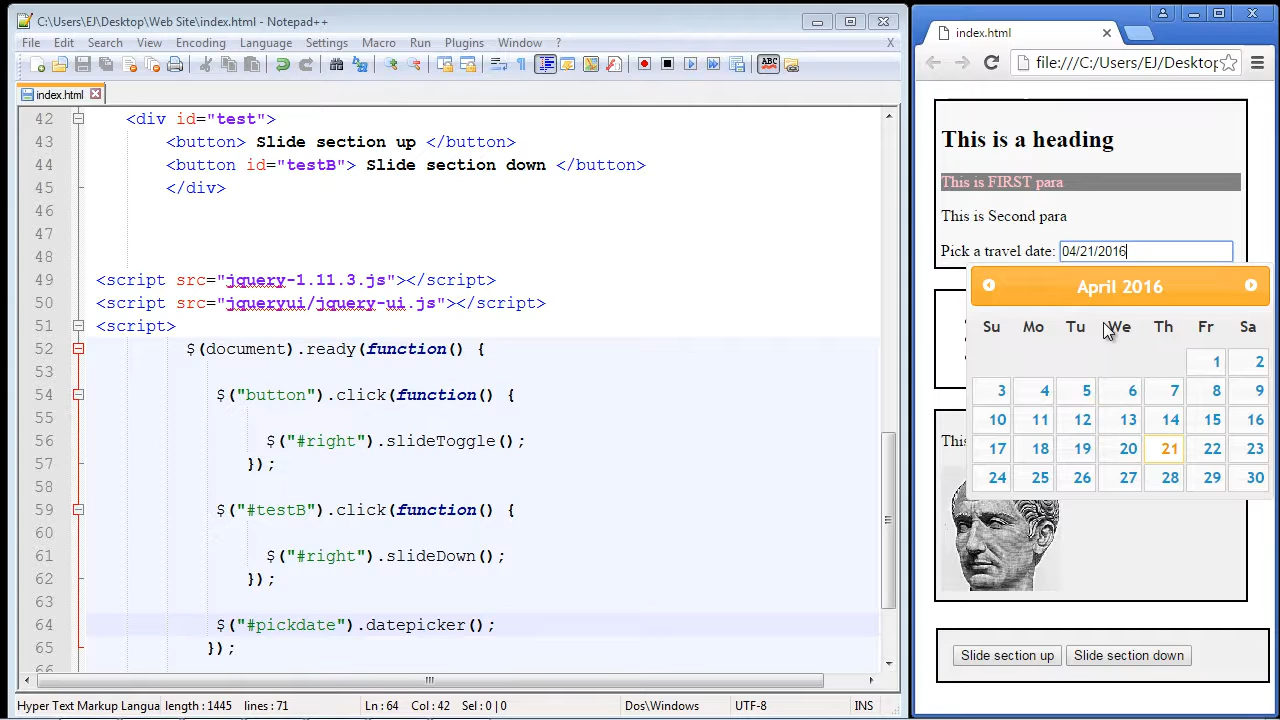 C:\Users\EJ\Desktop\Web Site\index.html - Notepad++
File Edit Search View Encoding Language Settings Macro Run Plugins Window ? X
index.html
42 <div id="test">
43 <button> Slide section up </button>
44 <button id="testB"> Slide section down </button>
45 </div>
46
47
48
49 <script src="jquery-1.11.3.js"></script>
50 <script src="jqueryui/jquery-ui.js"></script>
51 <script>
52 $(document).ready(function() {
53
54 $("button").click(function() {
55
56 $("#right").slideToggle();
57 });
58
59 $("#testB").click(function() {
60
61 $("#right").slideDown();
62 });
63
64 $("#pickdate").datepicker();
65 });
66
Hyper Text Markup Langua length : 1445 lines : 71 Ln : 64 Col : 42 Sel : 0 | 0 Dos\Windows UTF-8 INS
index.html
file:///C:/Users/EJ/Desktop
This is a heading
This is FIRST para
This is Second para
Pick a travel date: 04/21/2016
April 2016
Su Mo Tu We Th Fr Sa
1 2
3 4 5 6 7 8 9
10 11 12 13 14 15 16
17 18 19 20 21 22 23
24 25 26 27 28 29 30
This
Slide section up Slide section down